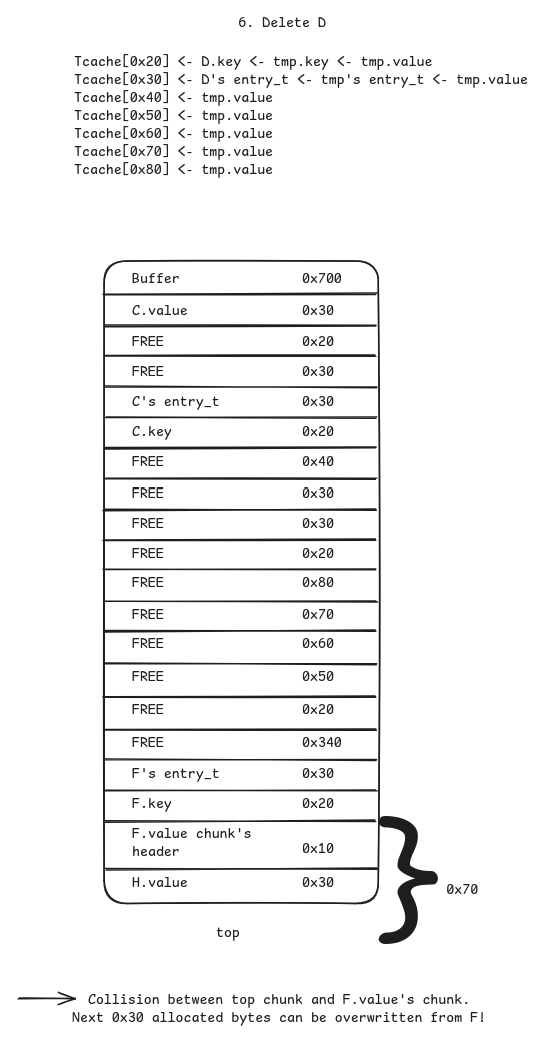 6. Delete D
Tcache[0x20] <- D.key <- tmp.key <- tmp.value
Tcache[0x30] <- D's entry_t <- tmp's entry_t <- tmp.value
Tcache[0x40] <- tmp.value
Tcache[0x50] <- tmp.value
Tcache[0x60] <- tmp.value
Tcache[0x70] <- tmp.value
Tcache[0x80] <- tmp.value
Buffer 0x700
C.value 0x30
FREE 0x20
FREE 0x30
C's entry_t 0x30
C.key 0x20
FREE 0x40
FREE 0x30
FREE 0x30
FREE 0x20
FREE 0x80
FREE 0x70
FREE 0x60
FREE 0x50
FREE 0x20
FREE 0x340
F's entry_t 0x30
F.key 0x20
F.value chunk's
header 0x10
H.value 0x30
0x70
top
Collision between top chunk and F.value's chunk.
Next 0x30 allocated bytes can be overwritten from F!